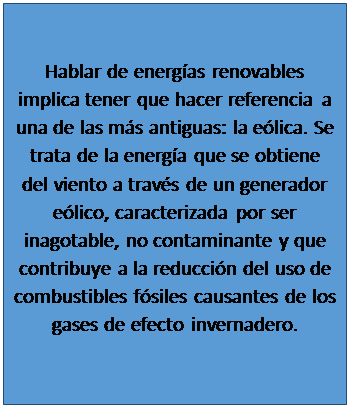 Hablar de energías renovables
implica tener que hacer referencia a
una de las más antiguas: la eólica. Se
trata de la energía que se obtiene
del viento a través de un generador
eólico, caracterizada por ser
inagotable, no contaminante y que
contribuye a la reducción del uso de
combustibles fósiles causantes de los
gases de efecto invernadero.